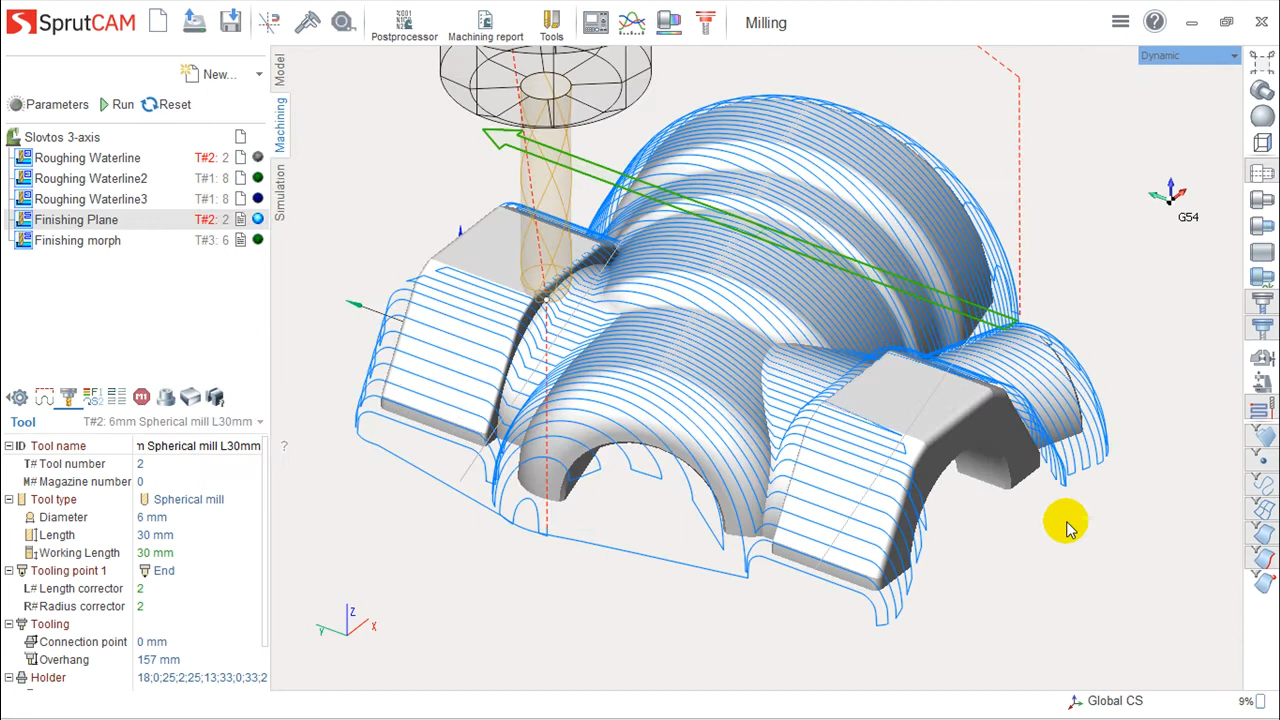 SprutCAM
Postprocessor
Machining report
Tools
Milling
New...
Parameters
Run
Reset
Slovtos 3-axis
Roughing Waterline T#2: 2
Roughing Waterline2 T#1: 8
Roughing Waterline3 T#1: 8
Finishing Plane T#2: 2
Finishing morph T#3: 6
Model
Machining
Simulation
Dynamic
G54
Tool T#2: 6mm Spherical mill L30mm
?
ID Tool name n Spherical mill L30mm
T# Tool number 2
M# Magazine number 0
Tool type Spherical mill
Diameter 6 mm
Length 30 mm
Working Length 30 mm
Tooling point 1 End
L# Length corrector 2
R# Radius corrector 2
Tooling
Connection point 0 mm
Overhang 157 mm
Holder 18;0;25;2;25;13;33;0;33;2
Z
Y
X
Global CS
9%